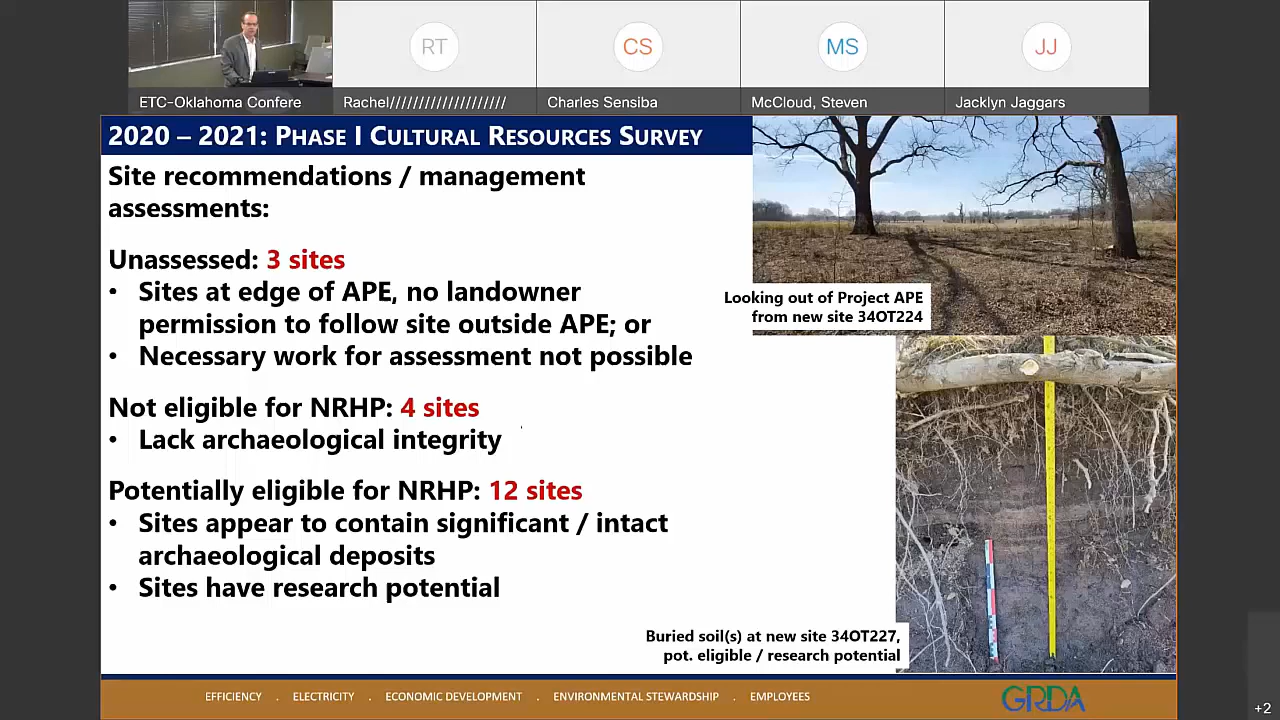 RT
CS
MS
JJ
ETC-Oklahoma Confere
Rachel////////////////////
Charles Sensiba
McCloud, Steven
Jacklyn Jaggars
2020 – 2021: PHASE I CULTURAL RESOURCES SURVEY
Site recommendations / management
assessments:
Unassessed: 3 sites
• Sites at edge of APE, no landowner
permission to follow site outside APE; or
• Necessary work for assessment not possible
Not eligible for NRHP: 4 sites
• Lack archaeological integrity
Potentially eligible for NRHP: 12 sites
• Sites appear to contain significant / intact
archaeological deposits
• Sites have research potential
Looking out of Project APE
from new site 34OT224
Buried soil(s) at new site 34OT227,
pot. eligible / research potential
EFFICIENCY . ELECTRICITY . ECONOMIC DEVELOPMENT . ENVIRONMENTAL STEWARDSHIP . EMPLOYEES
GRDA
+2